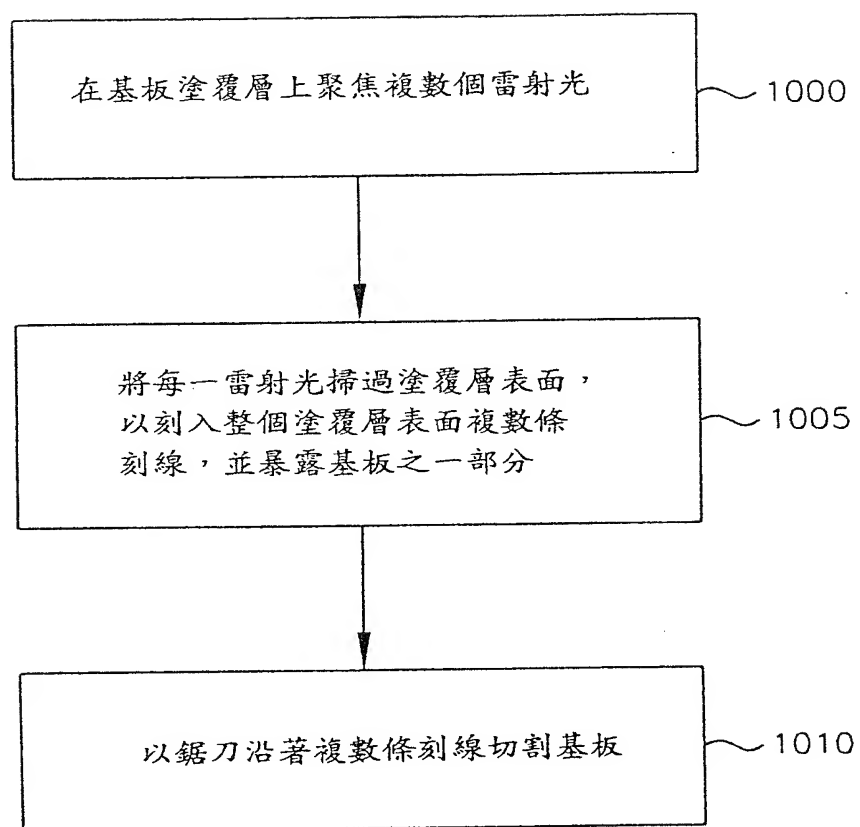 在基板塗覆層上聚焦複數個雷射光
1000
將每一雷射光掃過塗覆層表面，
以刻入整個塗覆層表面複數條
刻線，並暴露基板之一部分
1005
以鋸刀沿著複數條刻線切割基板
1010